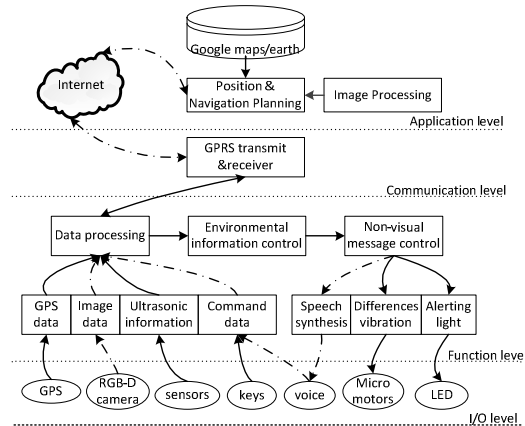 Google maps/earth
Internet
Position &
Navigation Planning
Image Processing
Application level
GPRS transmit
&receiver
Communication level
Data processing
Environmental
information control
Non-visual
message control
GPS
data
Image
data
Ultrasonic
information
Command
data
Speech
synthesis
Differences
vibration
Alerting
light
Function leve
GPS
RGB-D
camera
sensors
keys
voice
Micro
motors
LED
I/O level